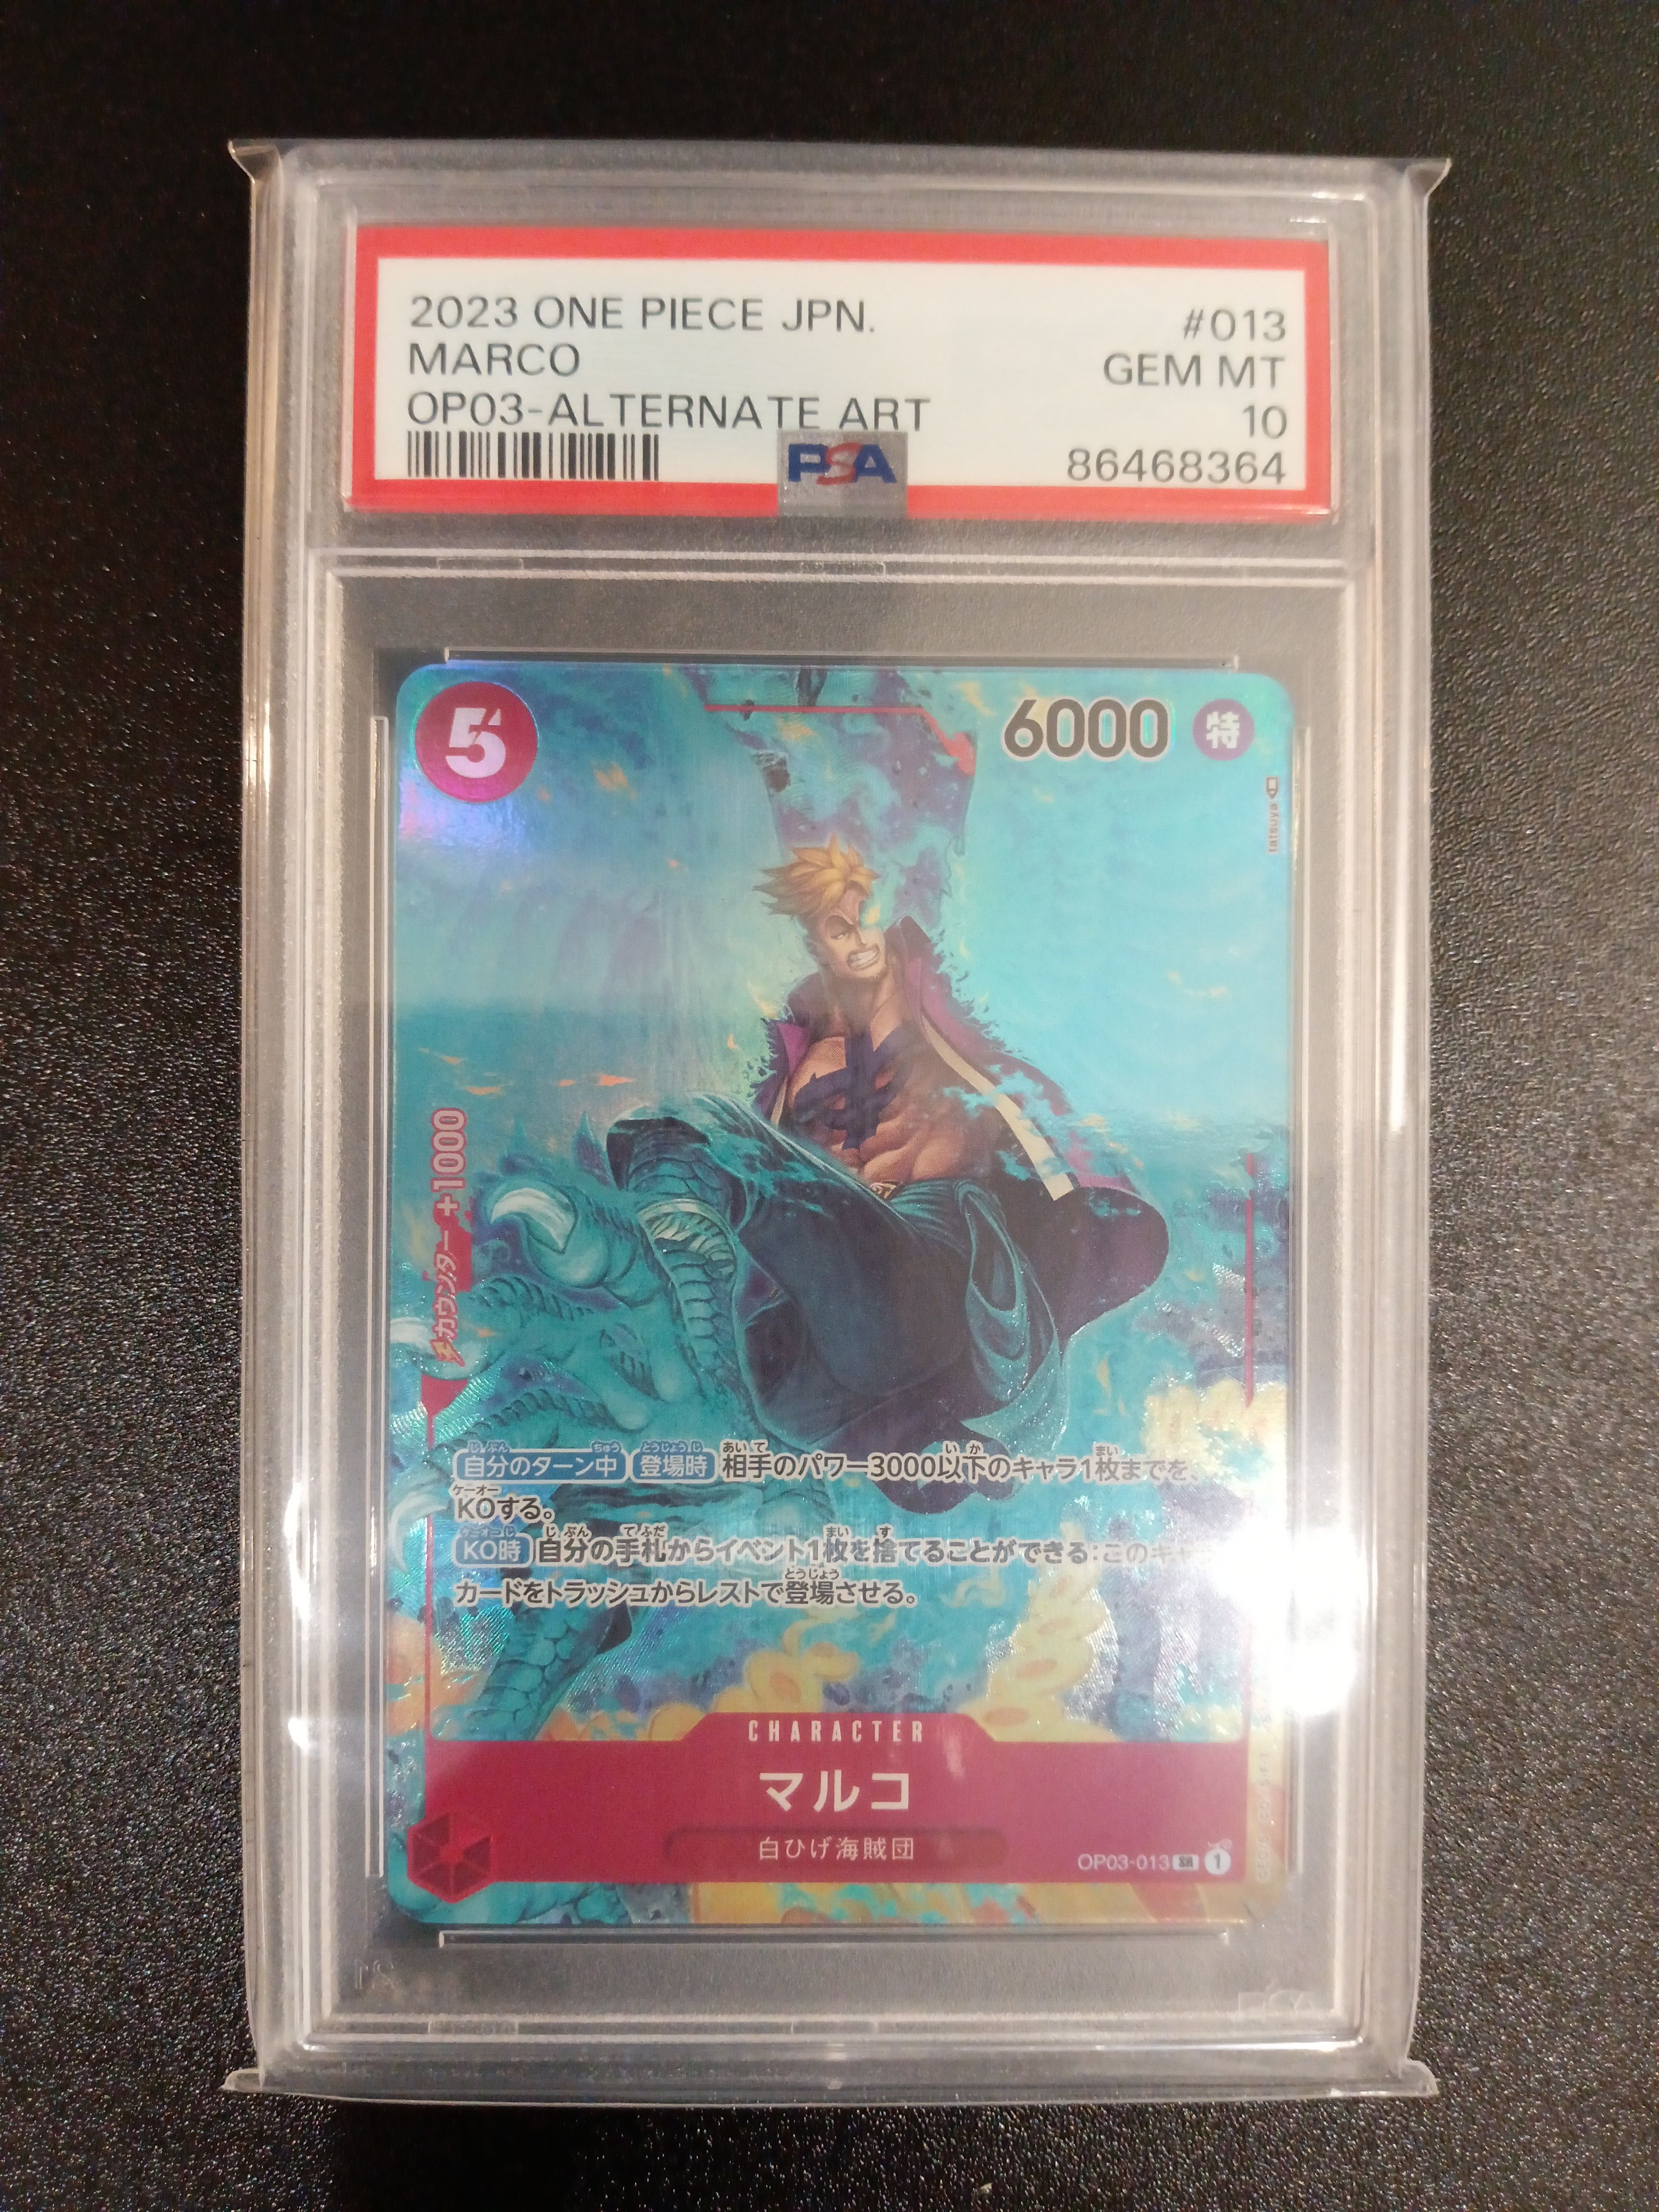 2023 ONE PIECE JPN. #013
MARCO GEM MT
OP03-ALTERNATE ART 10
PSA 86468364
5 6000 特
tatsuya
カウンター+1000
自分のターン中 登場時 相手のパワー3000以下のキャラ1枚までを、
KOする。
KO時 自分の手札からイベント1枚を捨てることができる:このキャ
カードをトラッシュからレストで登場させる。
CHARACTER
マルコ
白ひげ海賊団
OP03-013 SR 1